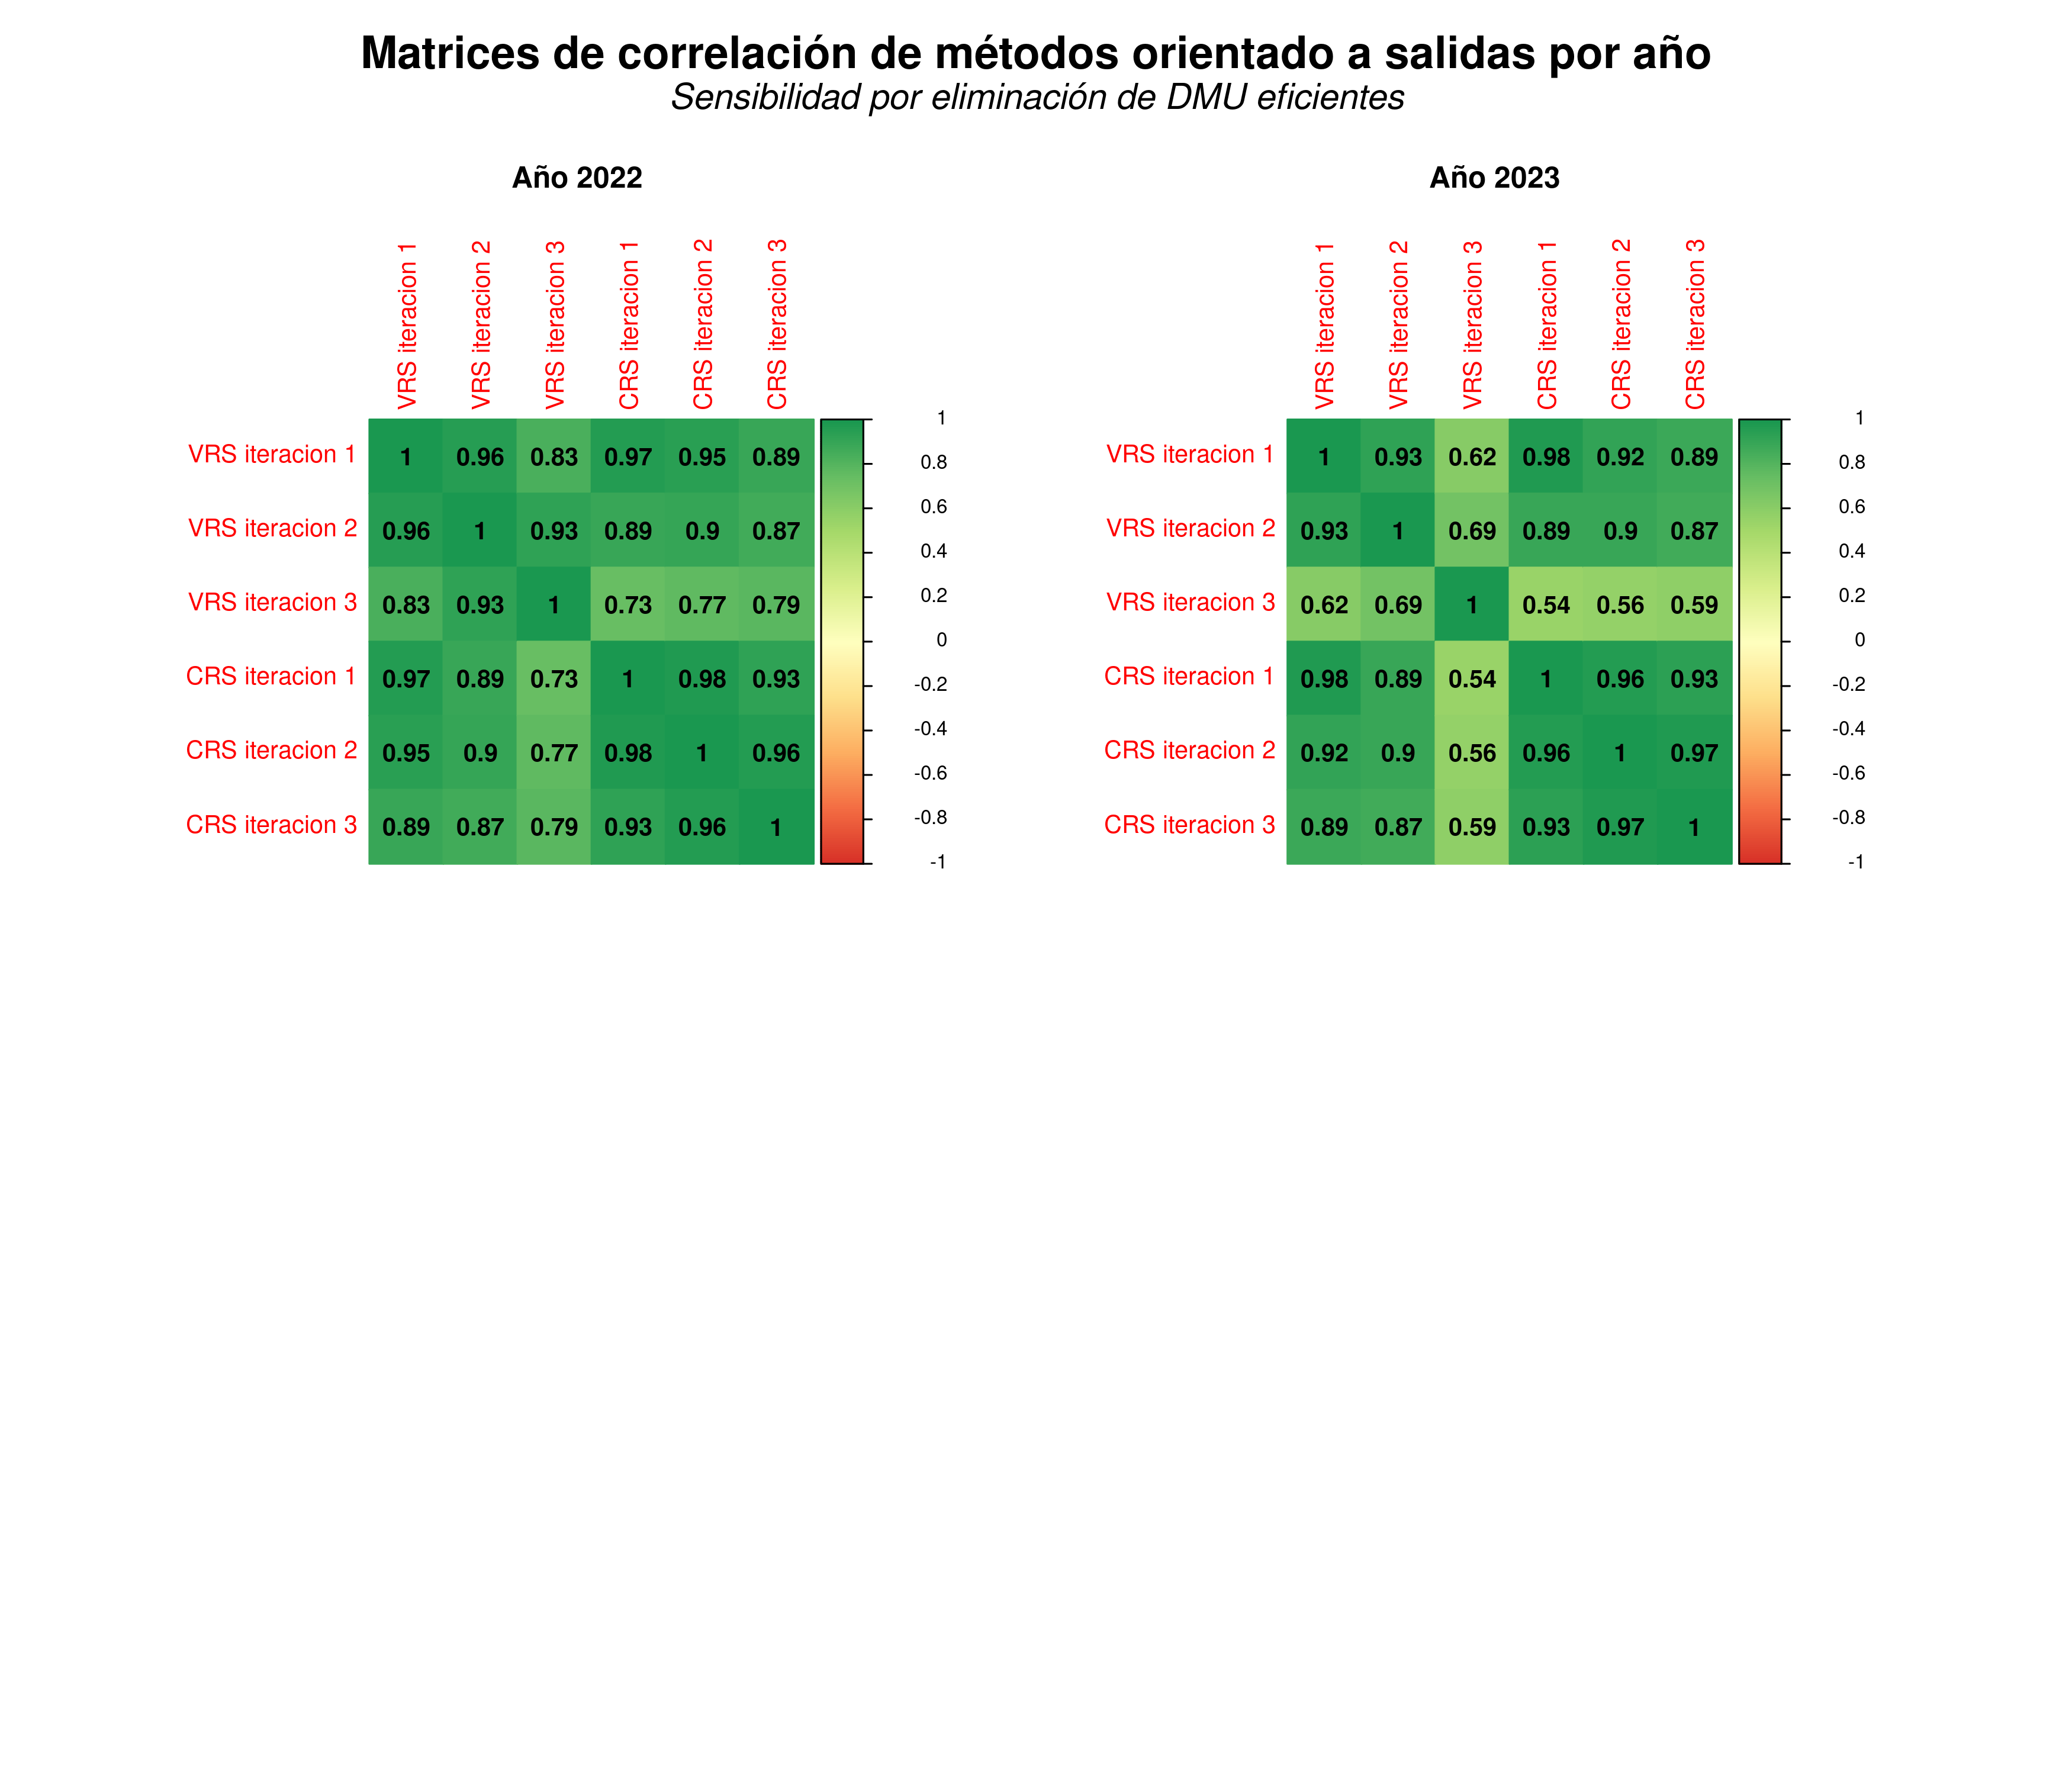 Matrices de correlación de métodos orientado a salidas por año
Sensibilidad por eliminación de DMU eficientes
Año 2022
VRS iteracion 1
VRS iteracion 2
VRS iteracion 3
CRS iteracion 1
CRS iteracion 2
CRS iteracion 3
VRS iteracion 1 1 0.96 0.83 0.97 0.95 0.89
VRS iteracion 2 0.96 1 0.93 0.89 0.9 0.87
VRS iteracion 3 0.83 0.93 1 0.73 0.77 0.79
CRS iteracion 1 0.97 0.89 0.73 1 0.98 0.93
CRS iteracion 2 0.95 0.9 0.77 0.98 1 0.96
CRS iteracion 3 0.89 0.87 0.79 0.93 0.96 1
1
0.8
0.6
0.4
0.2
0
-0.2
-0.4
-0.6
-0.8
-1
Año 2023
VRS iteracion 1
VRS iteracion 2
VRS iteracion 3
CRS iteracion 1
CRS iteracion 2
CRS iteracion 3
VRS iteracion 1 1 0.93 0.62 0.98 0.92 0.89
VRS iteracion 2 0.93 1 0.69 0.89 0.9 0.87
VRS iteracion 3 0.62 0.69 1 0.54 0.56 0.59
CRS iteracion 1 0.98 0.89 0.54 1 0.96 0.93
CRS iteracion 2 0.92 0.9 0.56 0.96 1 0.97
CRS iteracion 3 0.89 0.87 0.59 0.93 0.97 1
1
0.8
0.6
0.4
0.2
0
-0.2
-0.4
-0.6
-0.8
-1